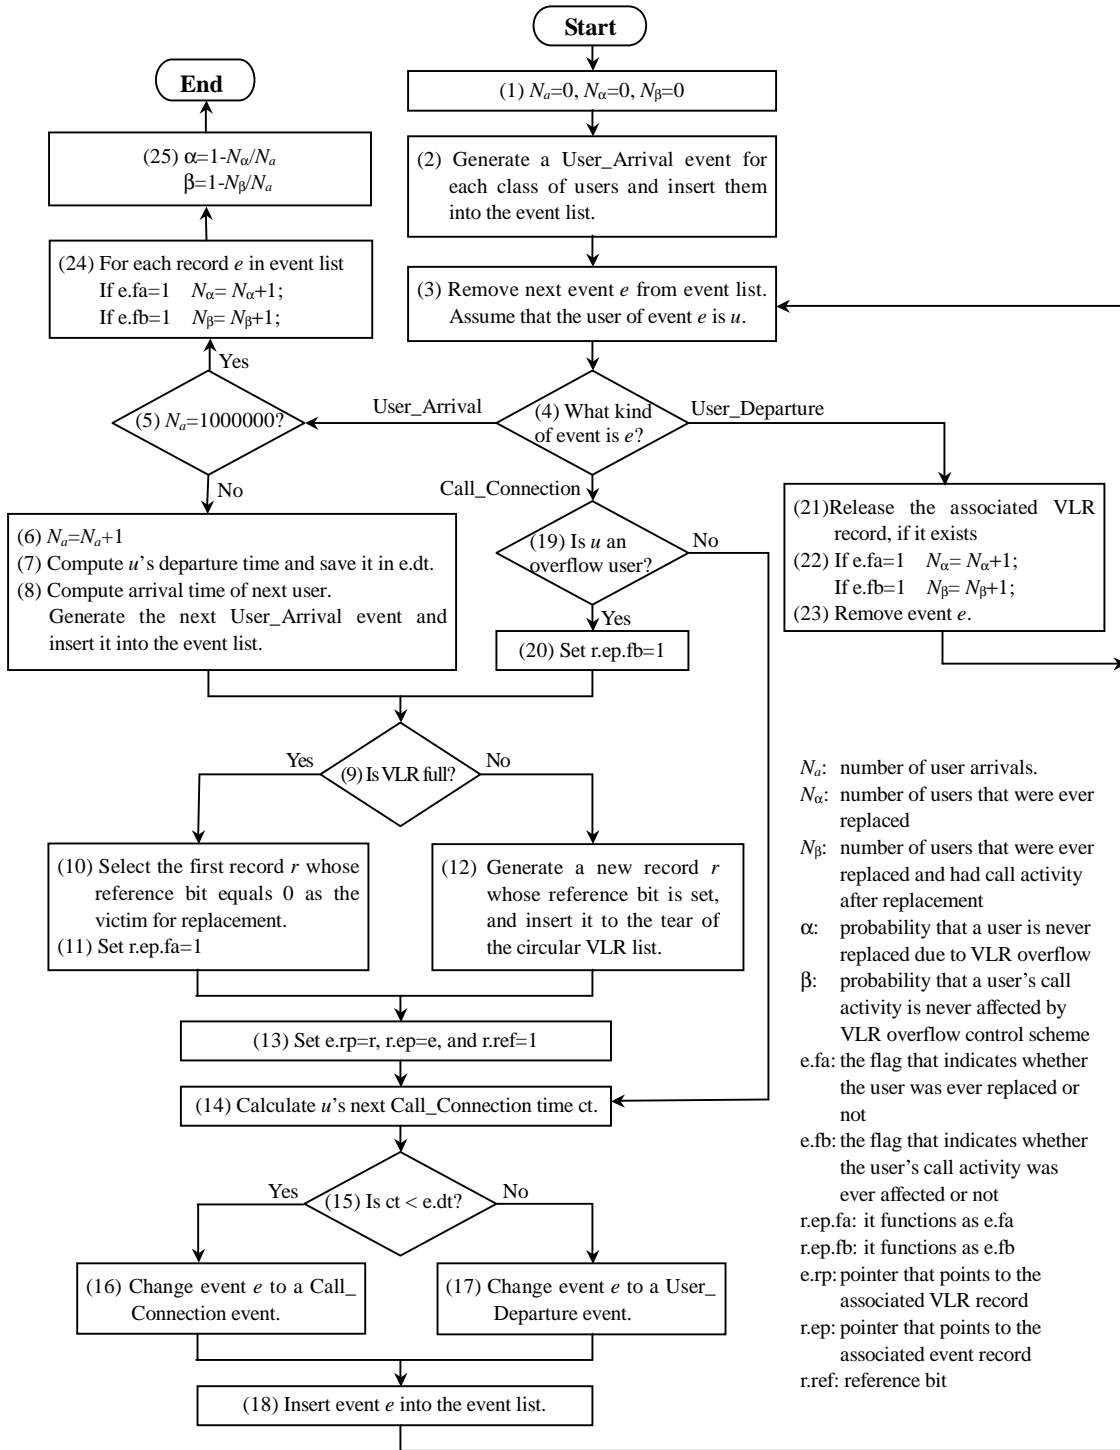 Start
(1) Na=0, Nα=0, Nβ=0
(2) Generate a User_Arrival event for
each class of users and insert them
into the event list.
(3) Remove next event e from event list.
Assume that the user of event e is u.
(4) What kind
of event is e?
User_Arrival
User_Departure
Call_Connection
End
(25) α=1-Nα/Na
β=1-Nβ/Na
(24) For each record e in event list
If e.fa=1 Nα= Nα+1;
If e.fb=1 Nβ= Nβ+1;
Yes
(5) Na=1000000?
No
(6) Na=Na+1
(7) Compute u's departure time and save it in e.dt.
(8) Compute arrival time of next user.
Generate the next User_Arrival event and
insert it into the event list.
(19) Is u an
overflow user?
No
Yes
(20) Set r.ep.fb=1
(21)Release the associated VLR
record, if it exists
(22) If e.fa=1 Nα= Nα+1;
If e.fb=1 Nβ= Nβ+1;
(23) Remove event e.
Yes
(9) Is VLR full?
No
(10) Select the first record r whose
reference bit equals 0 as the
victim for replacement.
(11) Set r.ep.fa=1
(12) Generate a new record r
whose reference bit is set,
and insert it to the tear of
the circular VLR list.
(13) Set e.rp=r, r.ep=e, and r.ref=1
(14) Calculate u's next Call_Connection time ct.
Yes
(15) Is ct < e.dt?
No
(16) Change event e to a Call_
Connection event.
(17) Change event e to a User_
Departure event.
(18) Insert event e into the event list.
Na: number of user arrivals.
Nα: number of users that were ever
replaced
Nβ: number of users that were ever
replaced and had call activity
after replacement
α: probability that a user is never
replaced due to VLR overflow
β: probability that a user's call
activity is never affected by
VLR overflow control scheme
e.fa: the flag that indicates whether
the user was ever replaced or
not
e.fb: the flag that indicates whether
the user's call activity was
ever affected or not
r.ep.fa: it functions as e.fa
r.ep.fb: it functions as e.fb
e.rp: pointer that points to the
associated VLR record
r.ep: pointer that points to the
associated event record
r.ref: reference bit